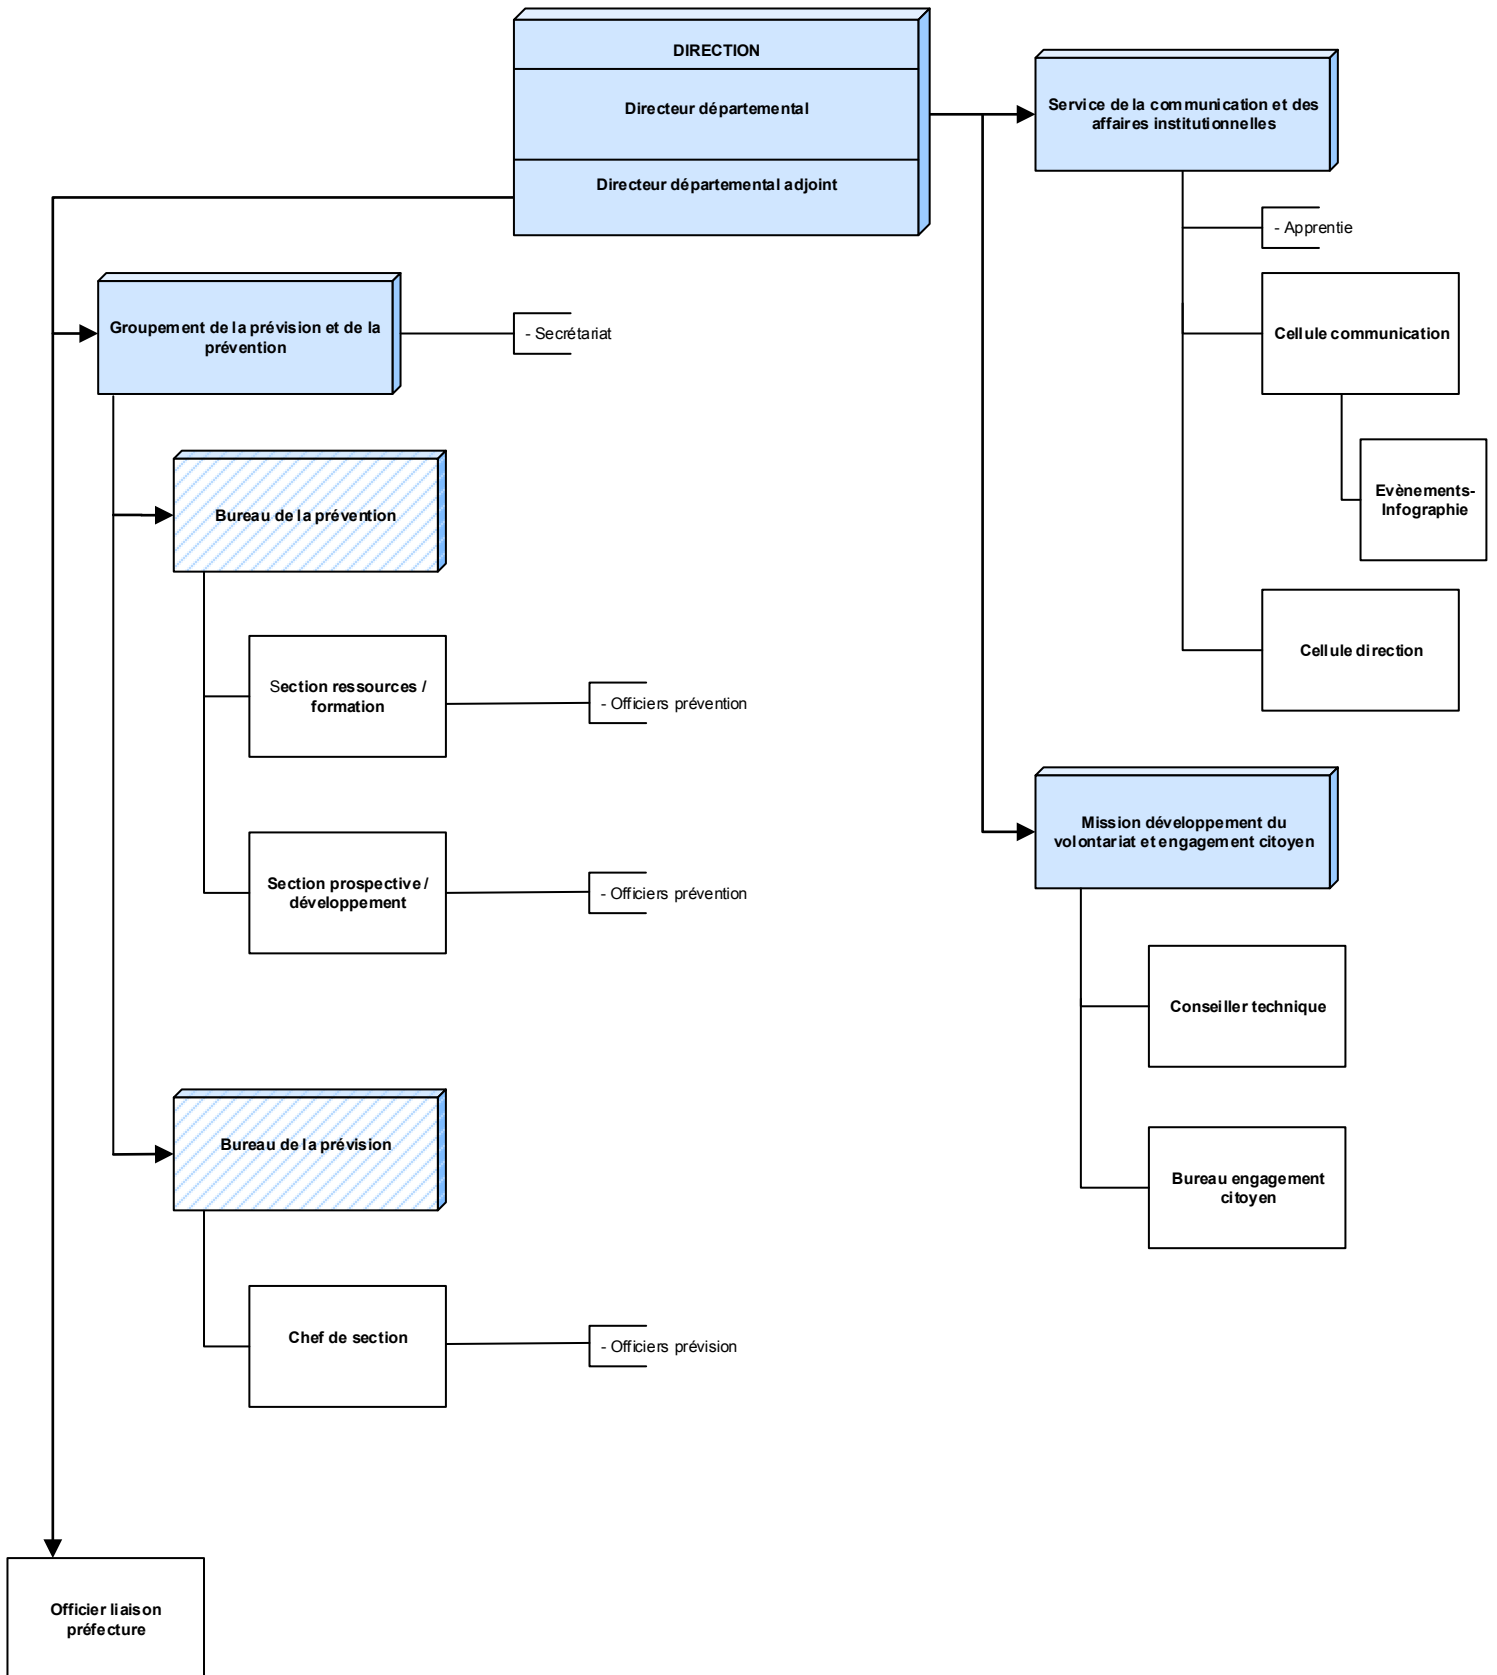 DIRECTION
Directeur départemental
Directeur départemental adjoint
Service de la communication et des
affaires institutionnelles
- Apprentie
Cellule communication
Evènements-
Infographie
Cellule direction
Groupement de la prévision et de la
prévention
- Secrétariat
Bureau de la prévention
Section ressources /
formation
- Officiers prévention
Section prospective /
développement
- Officiers prévention
Mission développement du
volontariat et engagement citoyen
Conseiller technique
Bureau engagement
citoyen
Bureau de la prévision
Chef de section
- Officiers prévision
Officier liaison
préfecture